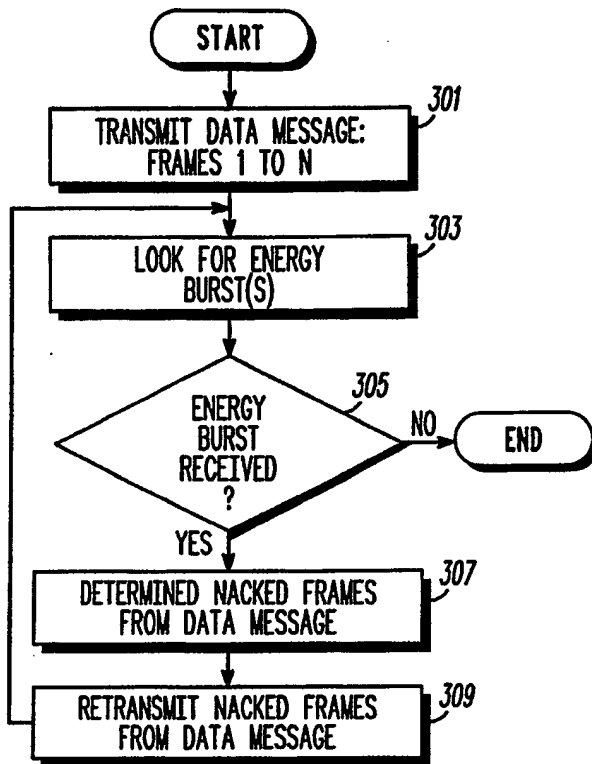 START
301
TRANSMIT DATA MESSAGE:
FRAMES 1 TO N
303
LOOK FOR ENERGY
BURST(S)
305
ENERGY
BURST
RECEIVED
?
NO
END
YES
307
DETERMINED NACKED FRAMES
FROM DATA MESSAGE
309
RETRANSMIT NACKED FRAMES
FROM DATA MESSAGE